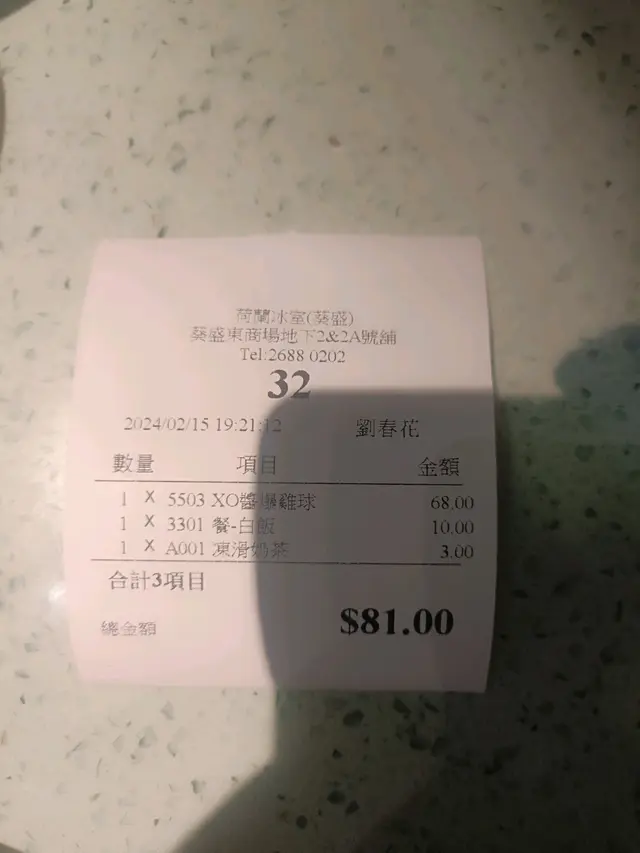 荷蘭冰室(葵盛)
葵盛東商場地下2&2A號舖
Tel:2688 0202
32
2024/02/15 19:21:12 劉春花
數量 項目 金額
1 X 5503 XO醬爆雞球 68.00
1 X 3301 餐-白飯 10.00
1 X A001 凍滑奶茶 3.00
合計3項目
總金額 $81.00